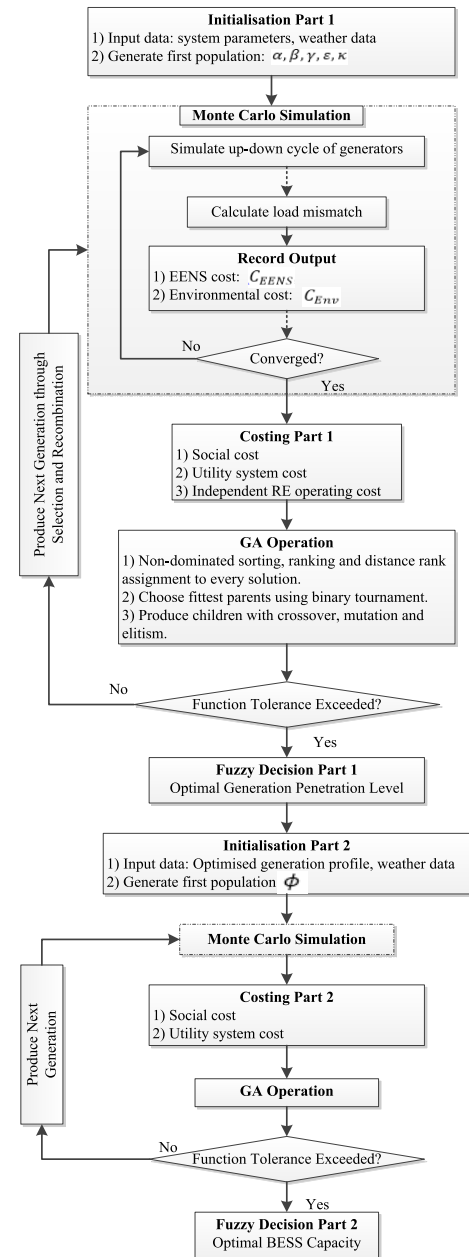 Initialisation Part 1
1) Input data: system parameters, weather data
2) Generate first population: α, β, γ, ε, κ
Monte Carlo Simulation
Simulate up-down cycle of generators
Calculate load mismatch
Record Output
1) EENS cost: C_EENS
2) Environmental cost: C_Env
No
Converged?
Yes
Produce Next Generation through
Selection and Recombination
Costing Part 1
1) Social cost
2) Utility system cost
3) Independent RE operating cost
GA Operation
1) Non-dominated sorting, ranking and distance rank
assignment to every solution.
2) Choose fittest parents using binary tournament.
3) Produce children with crossover, mutation and
elitism.
No
Function Tolerance Exceeded?
Yes
Fuzzy Decision Part 1
Optimal Generation Penetration Level
Initialisation Part 2
1) Input data: Optimised generation profile, weather data
2) Generate first population ϕ
Monte Carlo Simulation
Produce Next
Generation
Costing Part 2
1) Social cost
2) Utility system cost
GA Operation
No
Function Tolerance Exceeded?
Yes
Fuzzy Decision Part 2
Optimal BESS Capacity